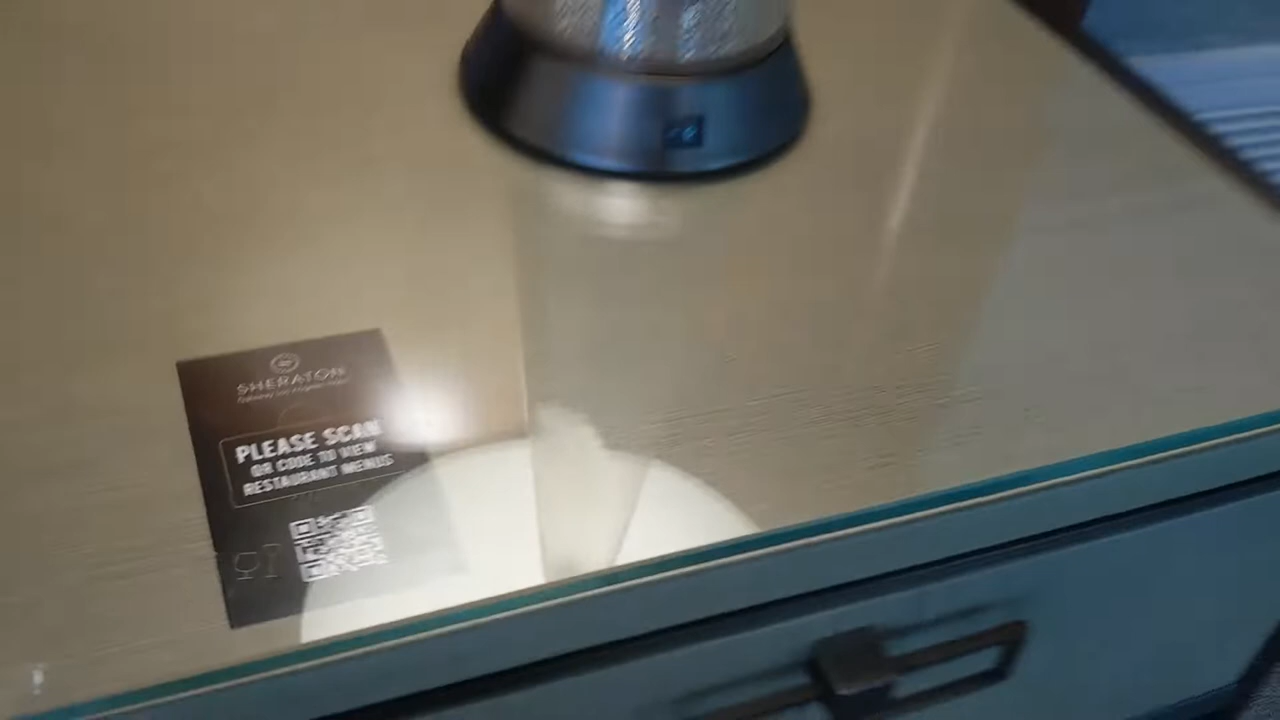 SHERATON
PLEASE SCAN
QR CODE TO VIEW
RESTAURANT MENUS